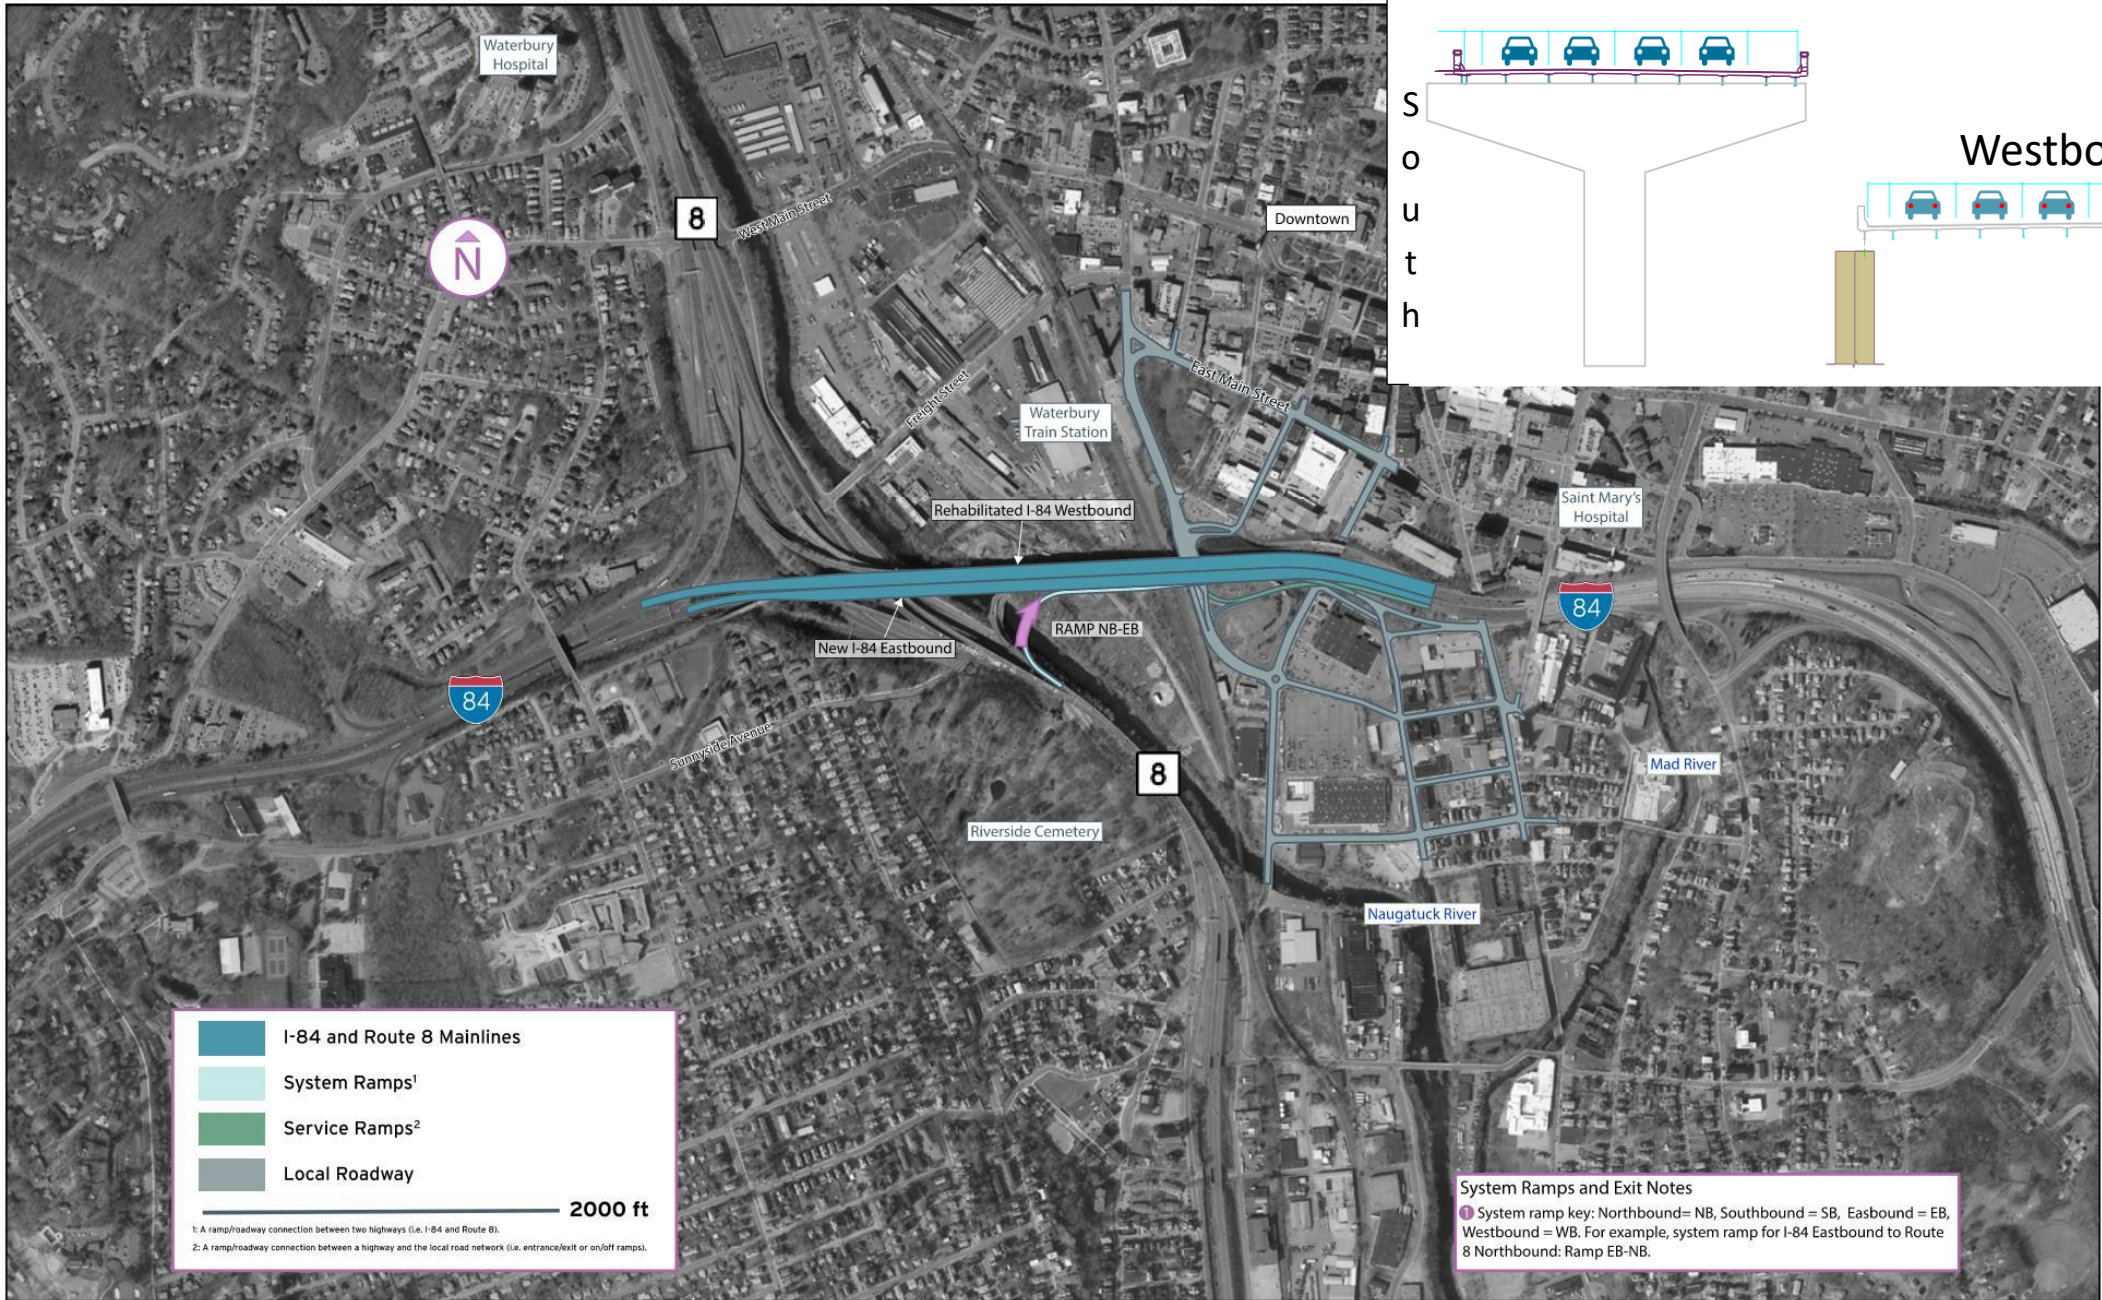 Waterbury
Hospital
8
West Main Street
N
Downtown
S
o
u
t
h
Westbo
East Main Street
Freight Street
Waterbury
Train Station
Rehabilitated I-84 Westbound
Saint Mary's
Hospital
84
RAMP NB-EB
New I-84 Eastbound
84
Sunnyside Avenue
8
Mad River
Riverside Cemetery
Naugatuck River
I-84 and Route 8 Mainlines
System Ramps¹
Service Ramps²
Local Roadway
2000 ft
1: A ramp/roadway connection between two highways (i.e. I-84 and Route 8).
2: A ramp/roadway connection between a highway and the local road network (i.e. entrance/exit or on/off ramps).
System Ramps and Exit Notes
1 System ramp key: Northbound= NB, Southbound = SB, Easbound = EB,
Westbound = WB. For example, system ramp for I-84 Eastbound to Route
8 Northbound: Ramp EB-NB.